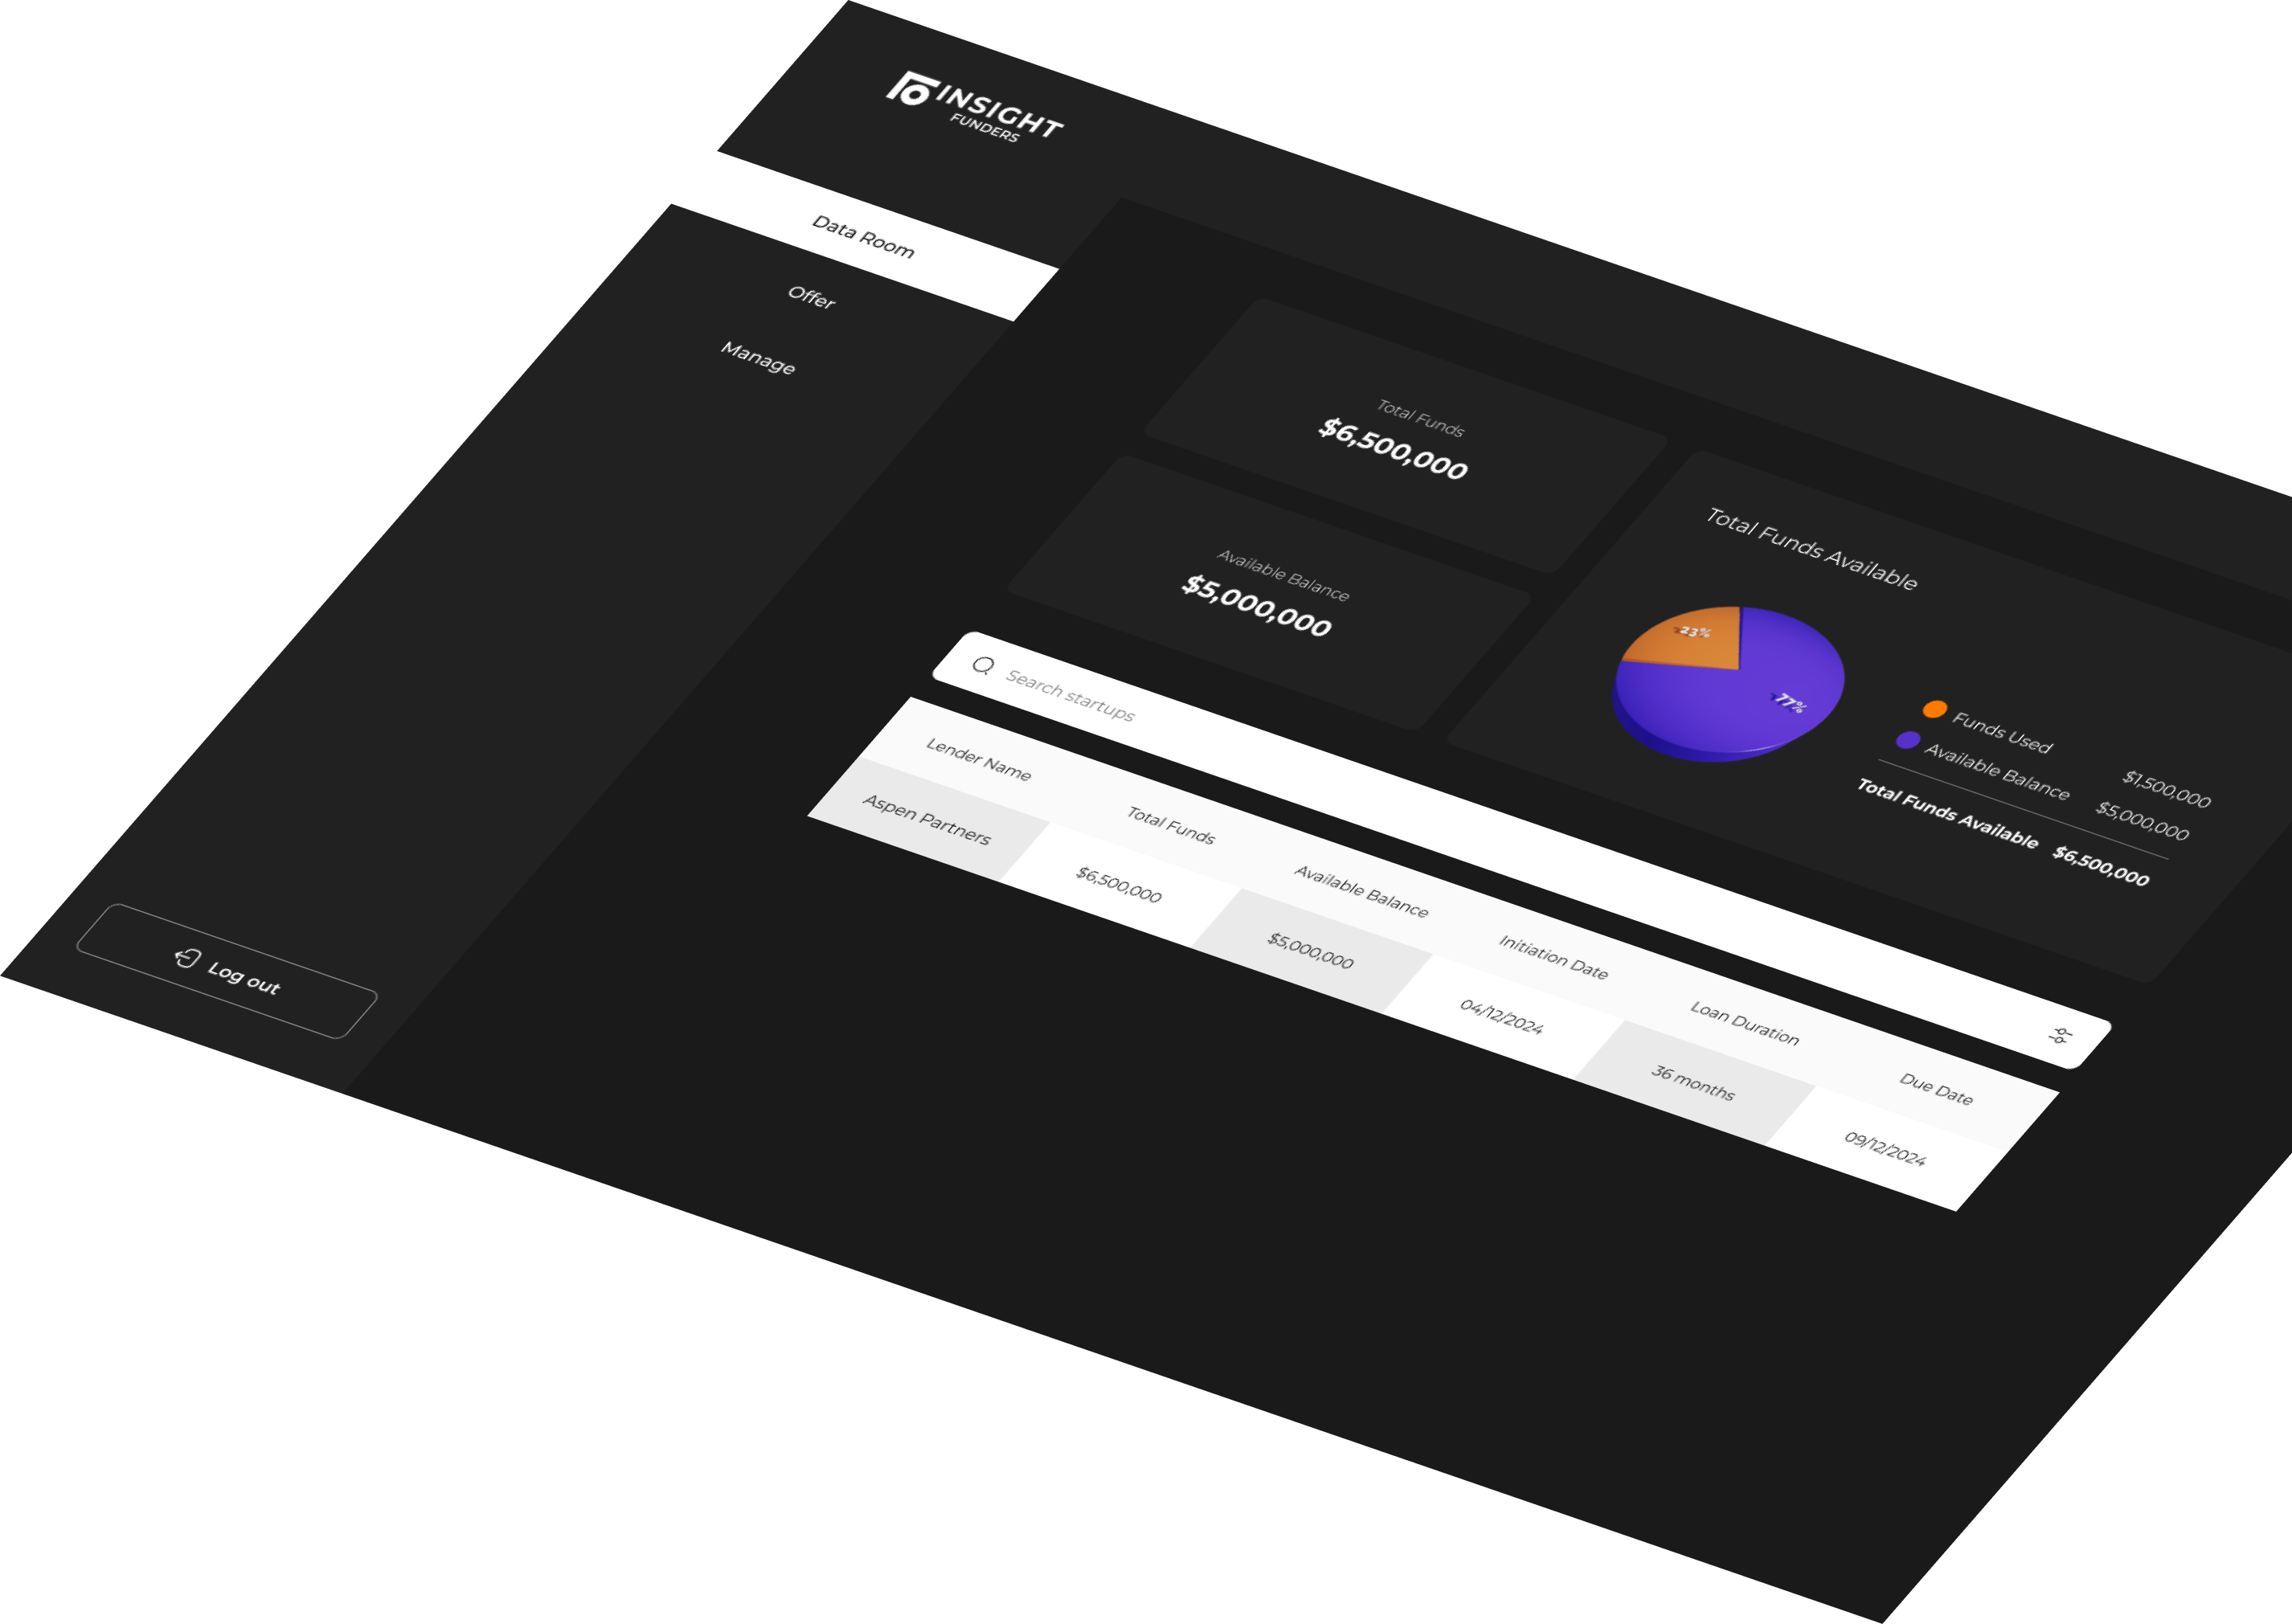 INSIGHT
FUNDERS
Data Room
Offer
Manage
Log out
Total Funds
$6,500,000
Available Balance
$5,000,000
Total Funds Available
23%
77%
Funds Used $1,500,000
Available Balance $5,000,000
Total Funds Available $6,500,000
Search startups
Lender Name Total Funds Available Balance Initiation Date Loan Duration Due Date
Aspen Partners $6,500,000 $5,000,000 04/12/2024 36 months 09/12/2024